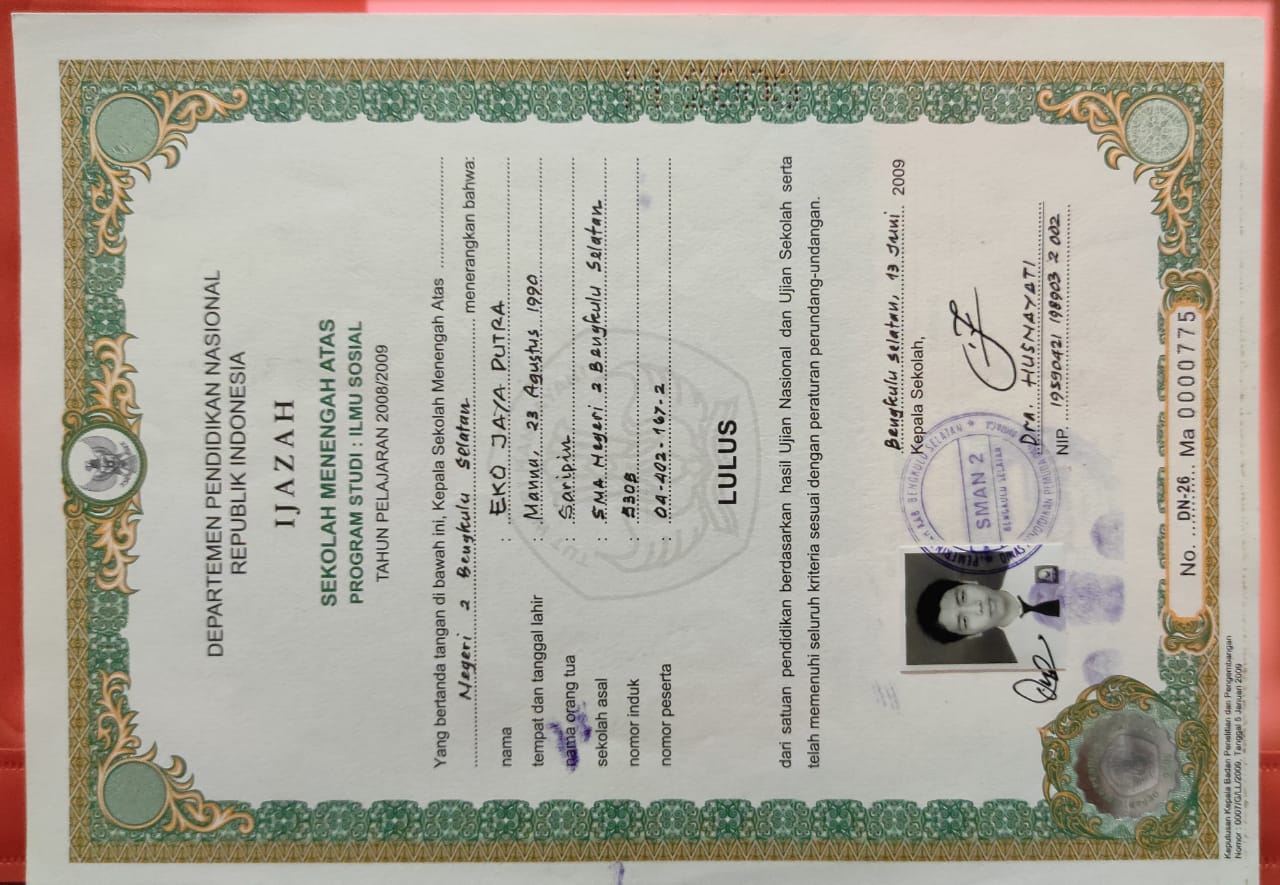 DEPARTEMEN PENDIDIKAN NASIONAL
REPUBLIK INDONESIA
IJAZAH
SEKOLAH MENENGAH ATAS
PROGRAM STUDI : ILMU SOSIAL
TAHUN PELAJARAN 2008/2009
Yang bertanda tangan di bawah ini, Kepala Sekolah Menengah Atas
Negeri 2 Bengkulu Selatan menerangkan bahwa:
nama : EKO JAYA PUTRA
tempat dan tanggal lahir : Manna, 23 Agustus 1990
nama orang tua : Saripin
sekolah asal : SMA Negeri 2 Bengkulu Selatan
nomor induk : 5308
nomor peserta : 04-402-167-2
LULUS
dari satuan pendidikan berdasarkan hasil Ujian Nasional dan Ujian Sekolah serta
telah memenuhi seluruh kriteria sesuai dengan peraturan perundang-undangan.
Bengkulu Selatan, 13 Juni 2009
Kepala Sekolah,
SMAN 2
BENGKULU SELATAN
Dra. HUSNAYATI
NIP. 19590421 198903 2 002
No. DN-26 Ma 0000775
Keputusan Kepala Badan Penelitian dan Pengembangan
Nomor : 0007/G/LL/2009, Tanggal 5 Januari 2009